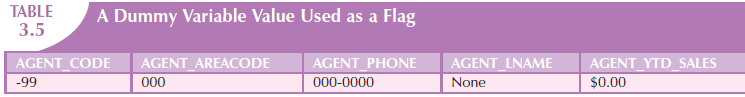 TABLE
3.5
A Dummy Variable Value Used as a Flag
AGENT_CODE AGENT_AREACODE AGENT_PHONE AGENT_LNAME AGENT_YTD_SALES
-99 000 000-0000 None $0.00